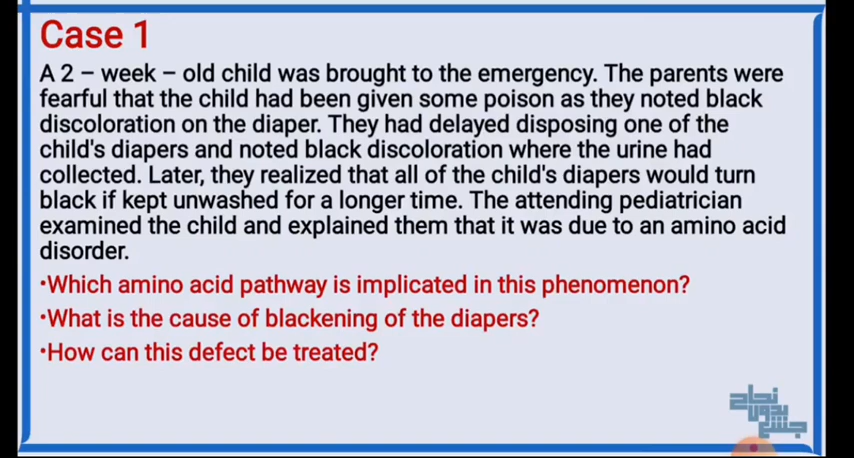 Case 1
A 2 – week – old child was brought to the emergency. The parents were
fearful that the child had been given some poison as they noted black
discoloration on the diaper. They had delayed disposing one of the
child's diapers and noted black discoloration where the urine had
collected. Later, they realized that all of the child's diapers would turn
black if kept unwashed for a longer time. The attending pediatrician
examined the child and explained them that it was due to an amino acid
disorder.
•Which amino acid pathway is implicated in this phenomenon?
•What is the cause of blackening of the diapers?
•How can this defect be treated?
نجاح
بدون